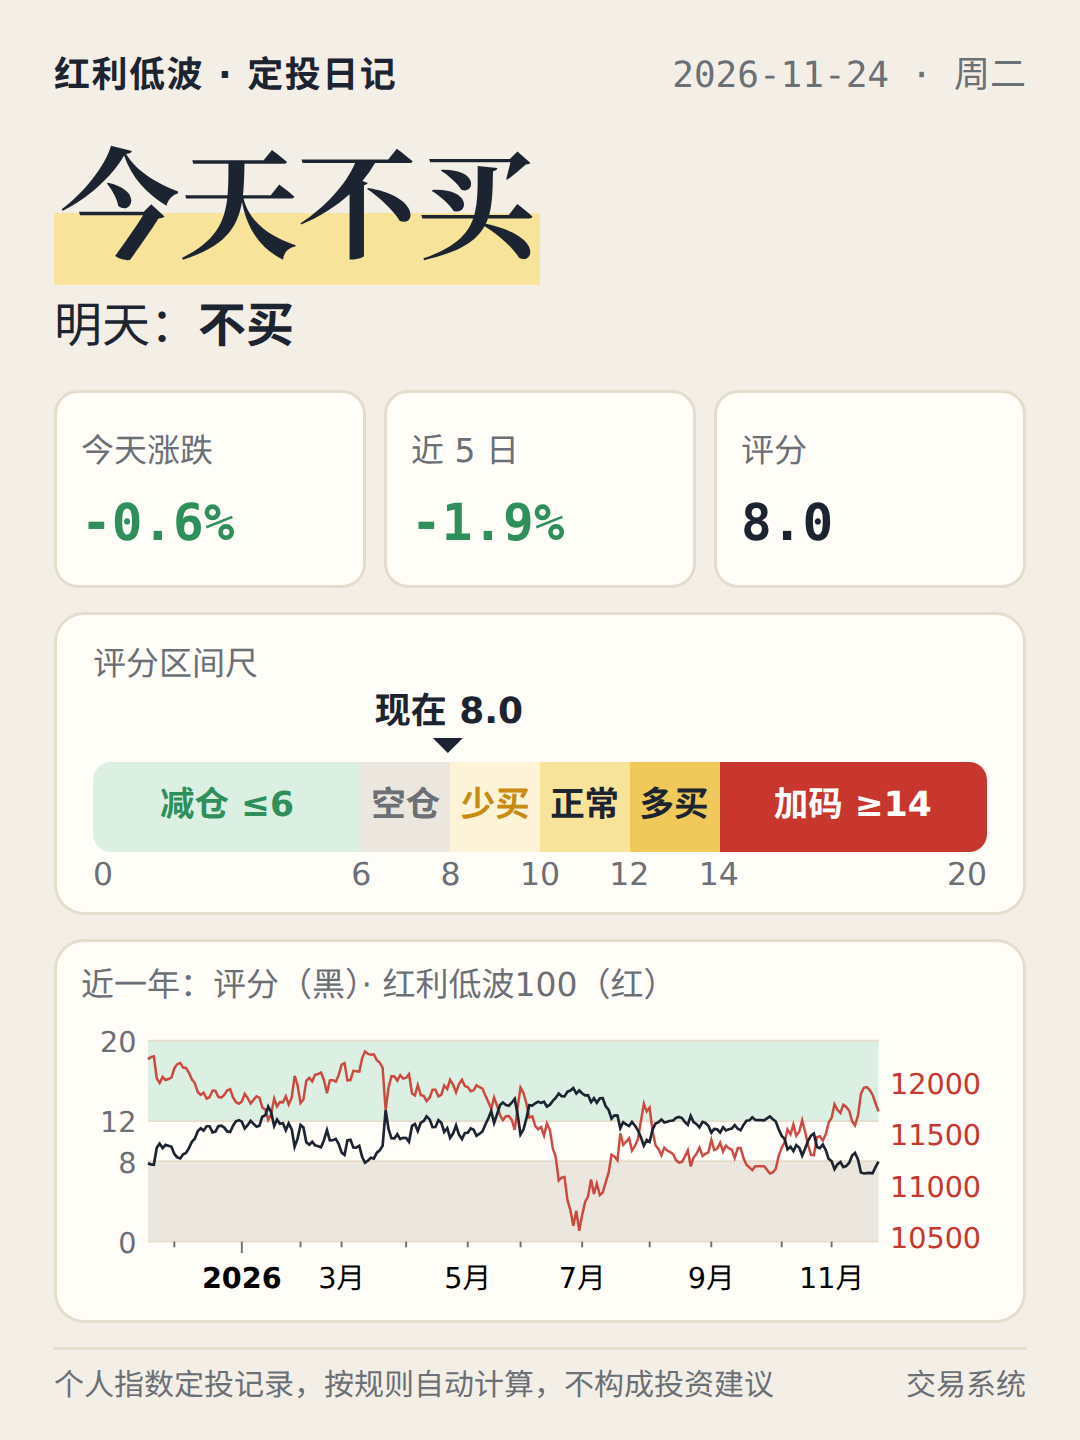 红利低波 · 定投日记
2026-11-24 · 周二
今天不买
明天：不买
今天涨跌
-0.6%
近 5 日
-1.9%
评分
8.0
评分区间尺
现在 8.0
减仓 ≤6 空仓 少买 正常 多买 加码 ≥14
0 6 8 10 12 14 20
近一年：评分（黑）· 红利低波100（红）
20
12
8
0
12000
11500
11000
10500
2026 3月 5月 7月 9月 11月
个人指数定投记录，按规则自动计算，不构成投资建议
交易系统